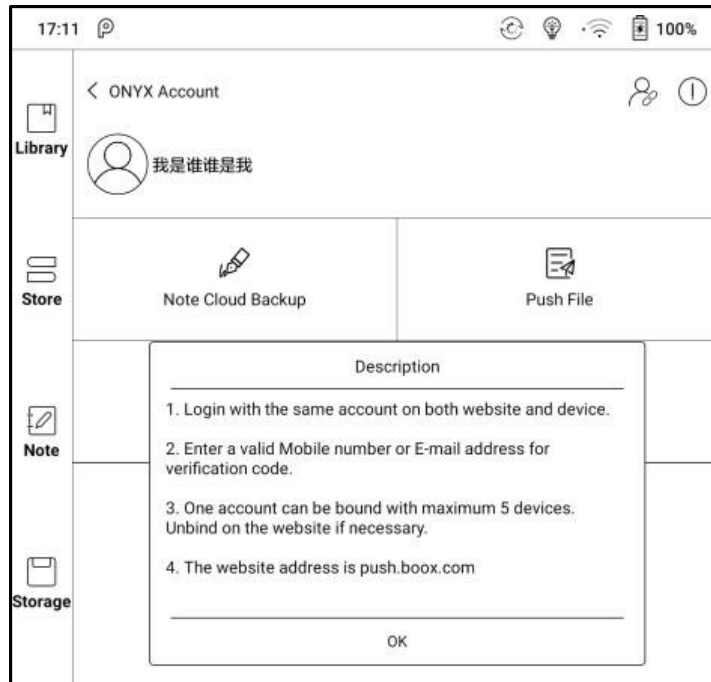 17:11
100%
ONYX Account
Library
我是谁谁是我
Store
Note Cloud Backup
Push File
Description
1. Login with the same account on both website and device.
2. Enter a valid Mobile number or E-mail address for
verification code.
3. One account can be bound with maximum 5 devices.
Unbind on the website if necessary.
4. The website address is push.boox.com
OK
Note
Storage